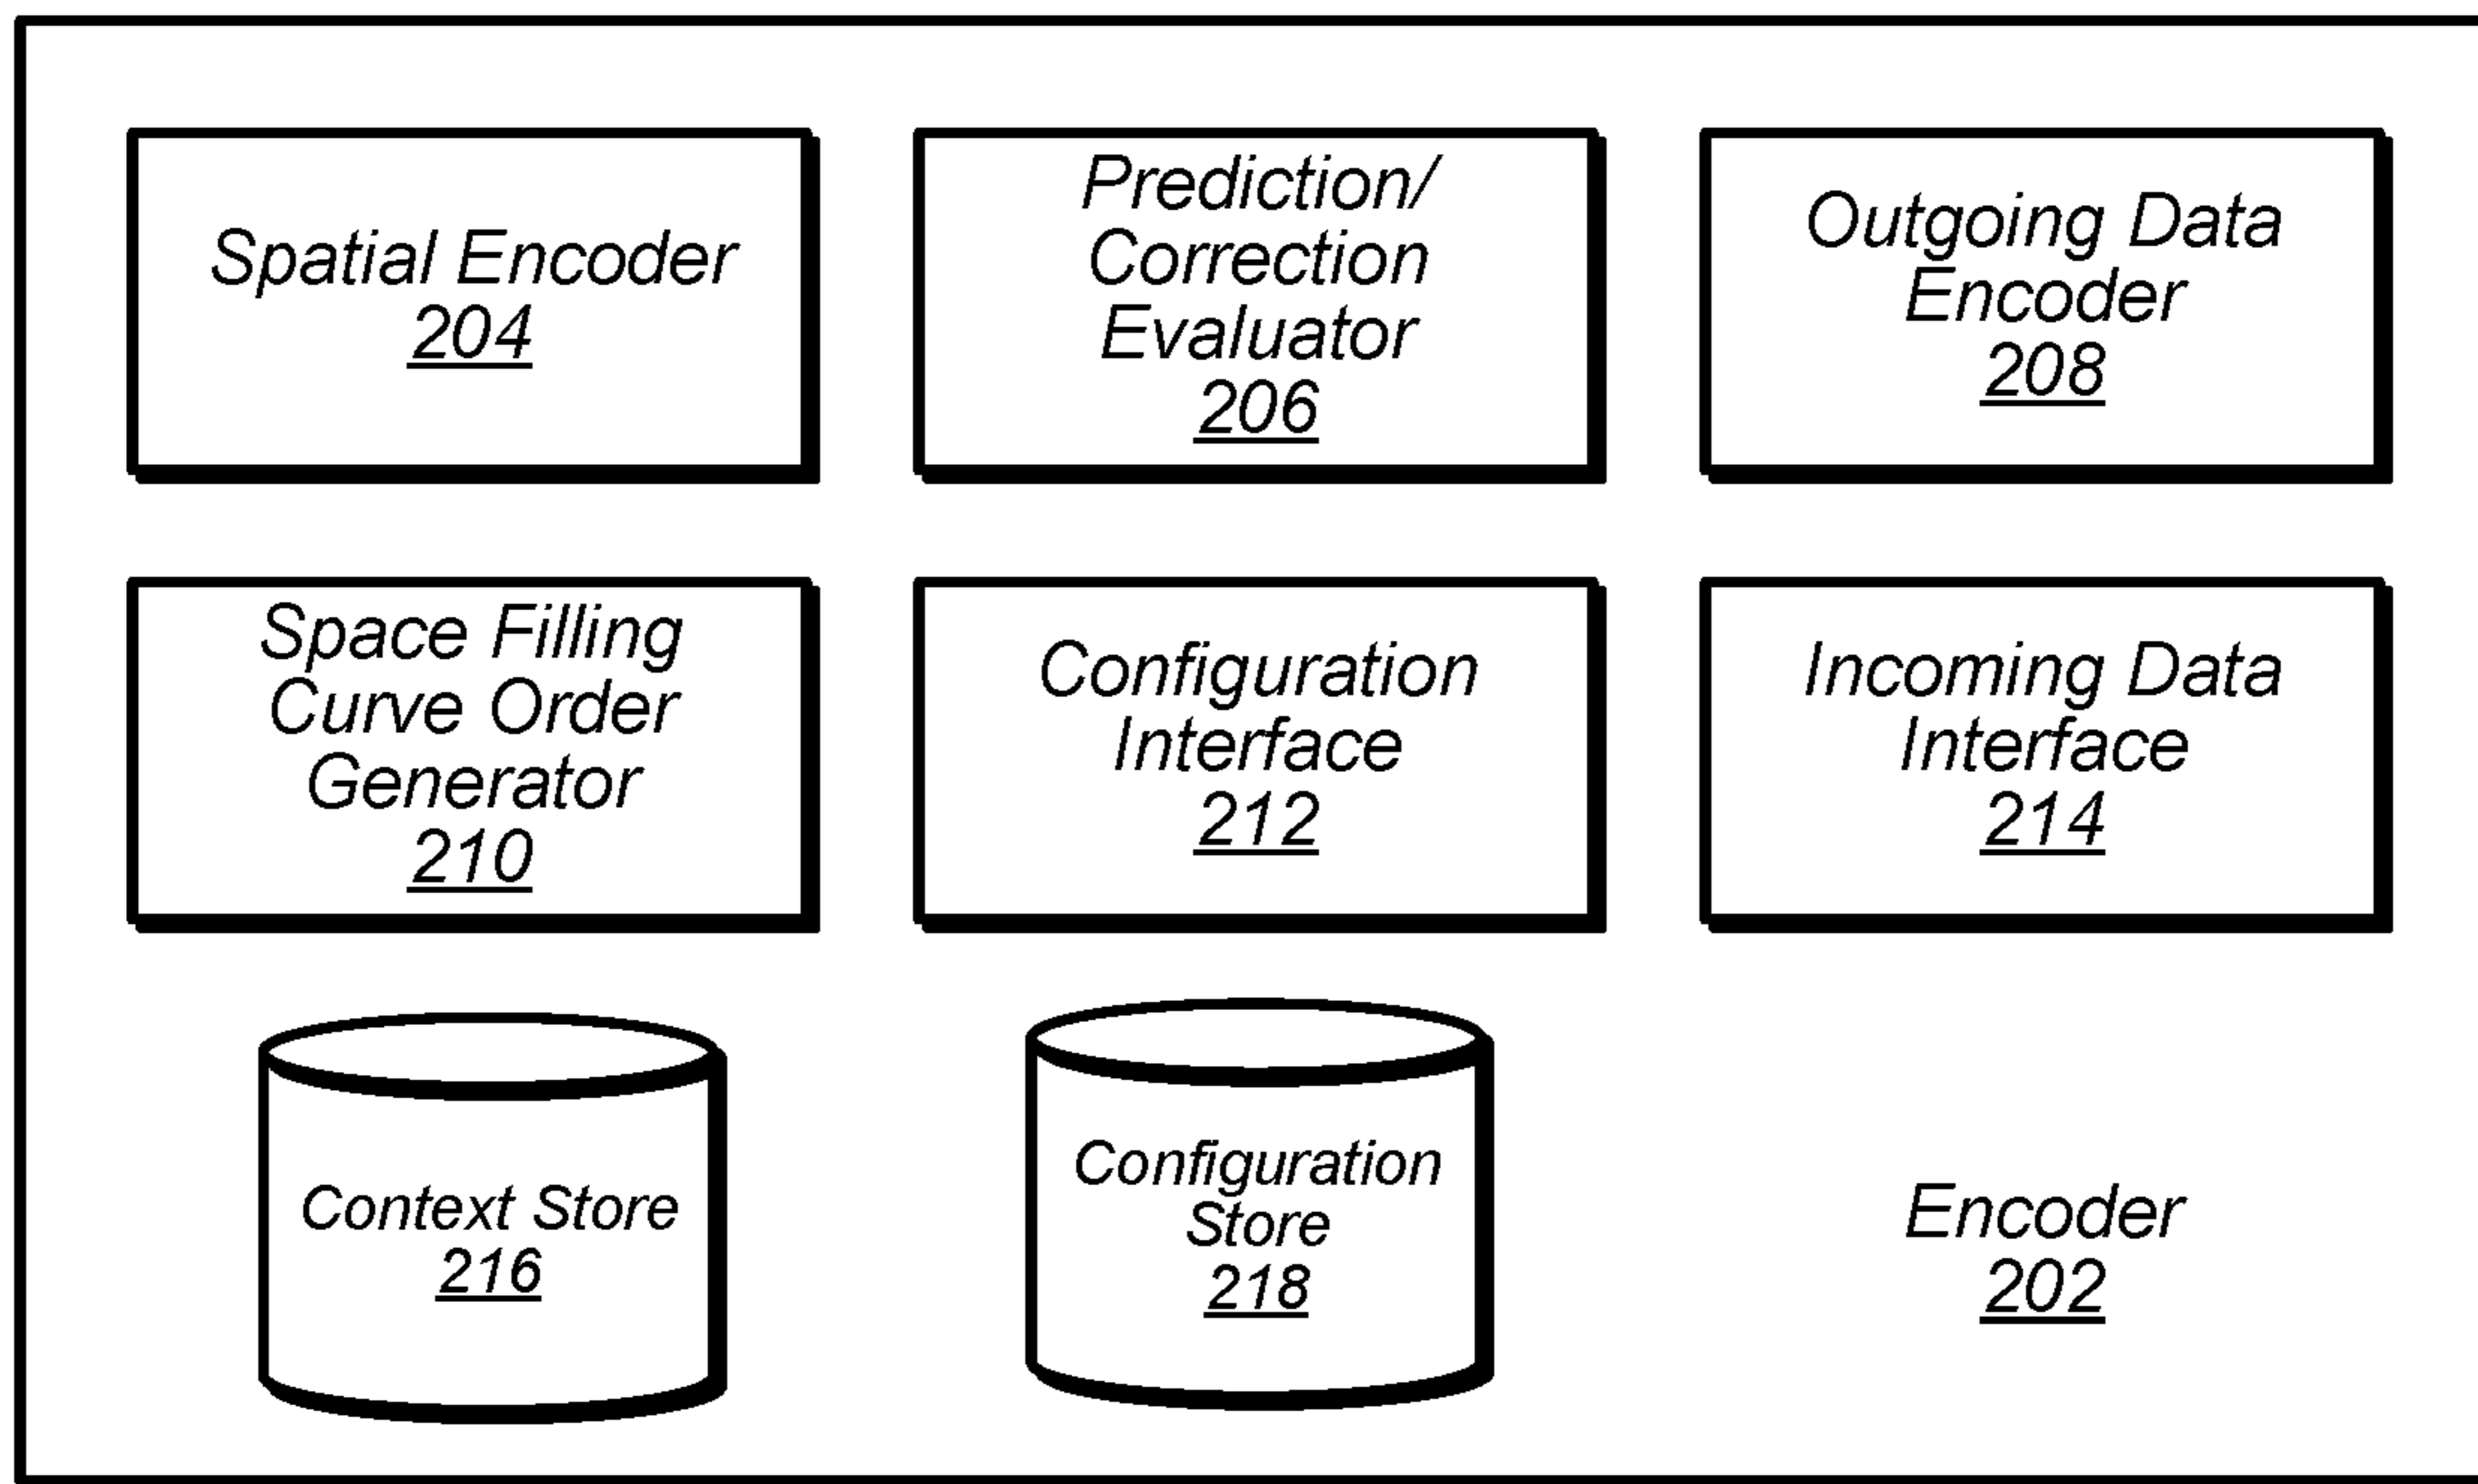 Spatial Encoder
204
Prediction/
Correction
Evaluator
206
Outgoing Data
Encoder
208
Space Filling
Curve Order
Generator
210
Configuration
Interface
212
Incoming Data
Interface
214
Context Store
216
Configuration
Store
218
Encoder
202